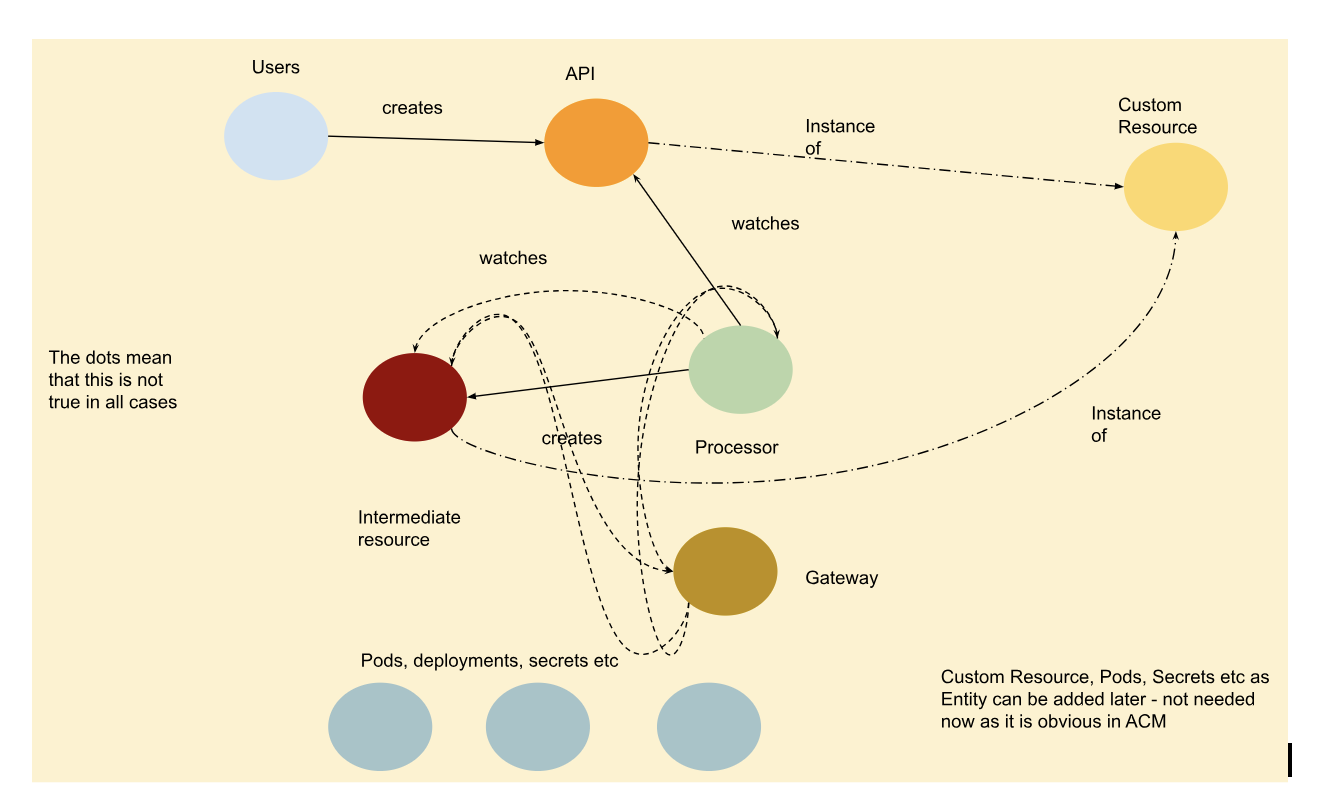 Users
API
creates
Custom
Resource
Instance
of
watches
watches
The dots mean
that this is not
true in all cases
Instance
of
creates
Processor
Intermediate
resource
Gateway
Pods, deployments, secrets etc
Custom Resource, Pods, Secrets etc as
Entity can be added later - not needed
now as it is obvious in ACM